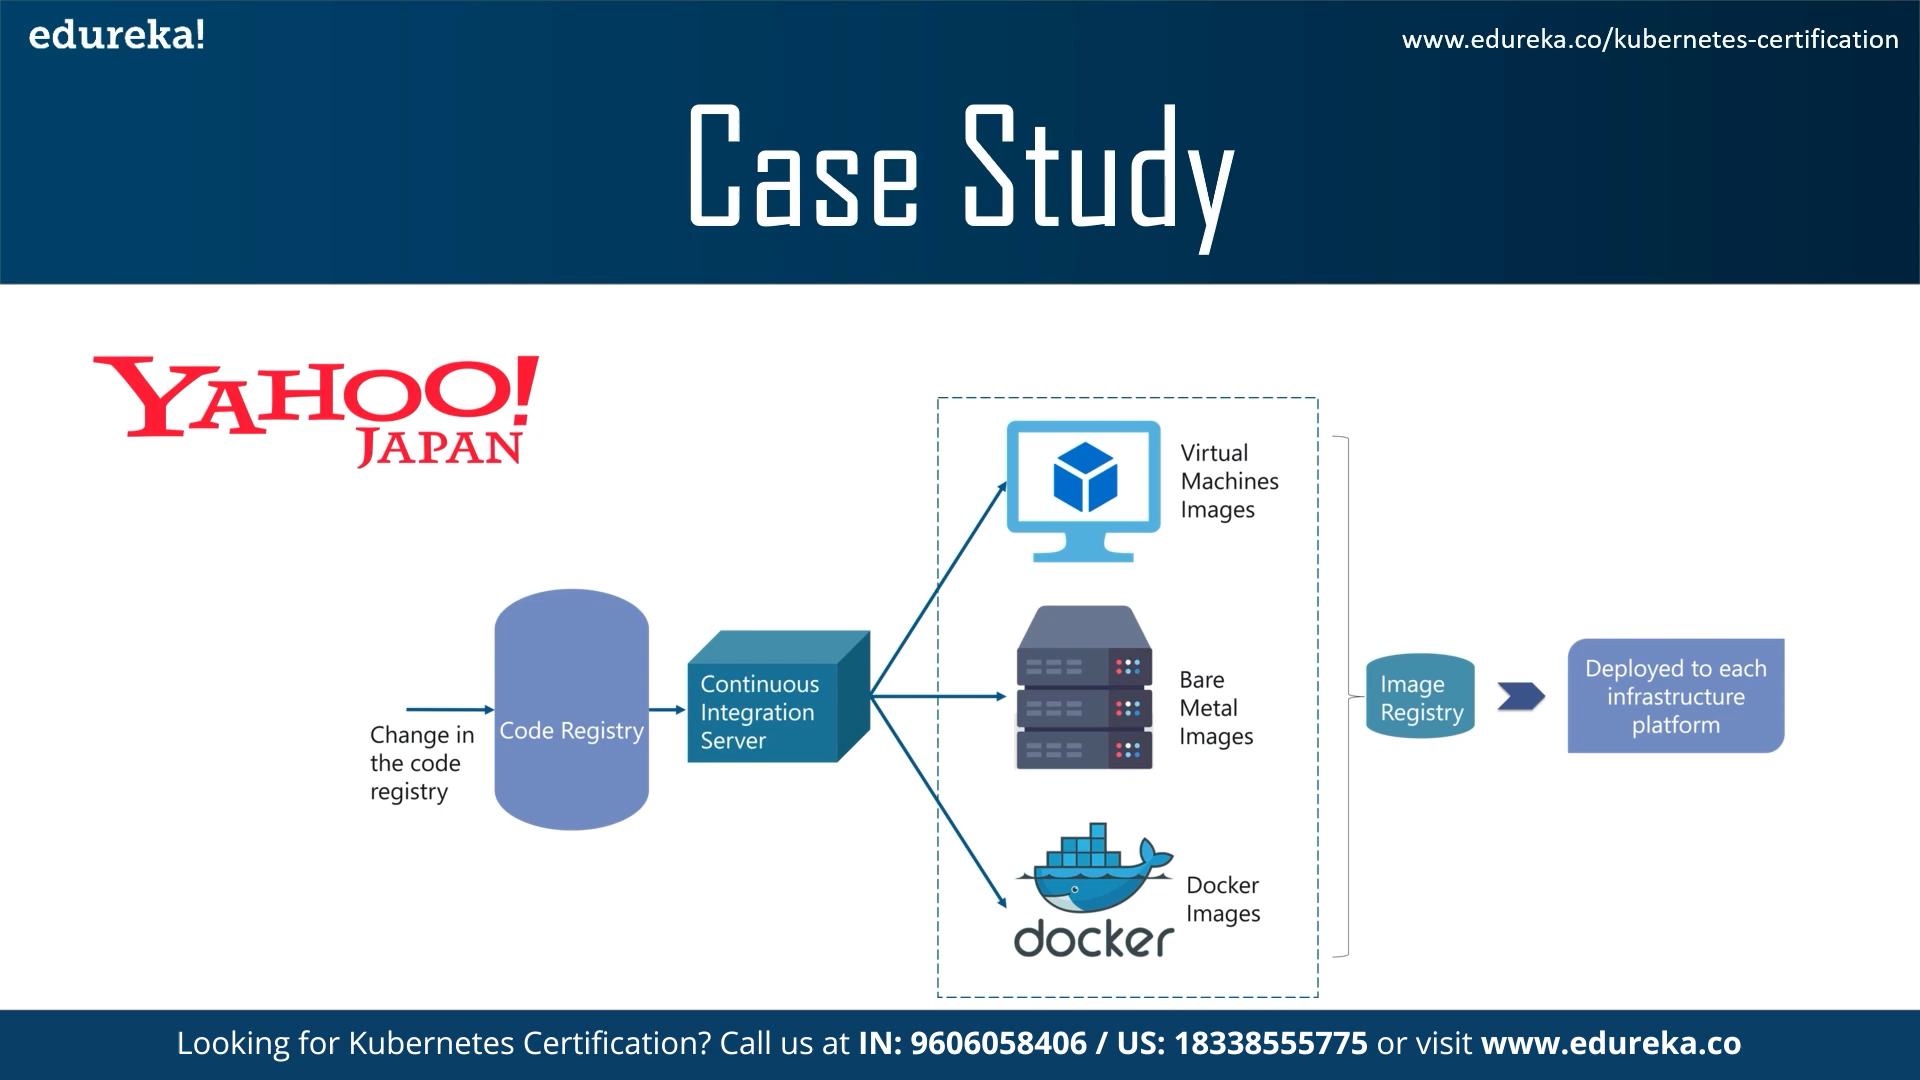 edureka!
www.edureka.co/kubernetes-certification
Case Study
YAHOO!
JAPAN
Virtual
Machines
Images
Change in
the code
registry
Code Registry
Continuous
Integration
Server
Bare
Metal
Images
Docker
Images
docker
Image
Registry
Deployed to each
infrastructure
platform
Looking for Kubernetes Certification? Call us at IN: 9606058406 / US: 18338555775 or visit www.edureka.co